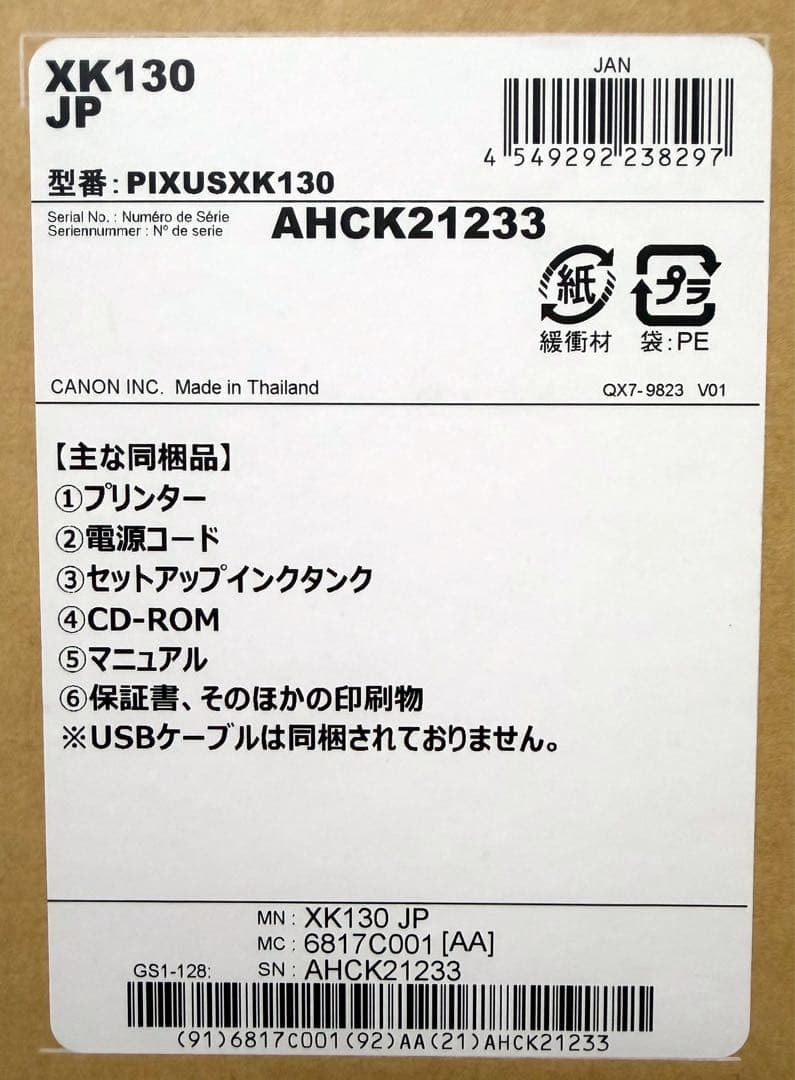 XK130
JP
JAN
4 549292 238297
型番:PIXUSXK130
Serial No. : Numéro de Série
Seriennummer : Nº de serie
AHCK21233
紙
プラ
緩衝材
袋:PE
CANON INC. Made in Thailand
QX7-9823 V01
【主な同梱品】
①プリンター
②電源コード
③セットアップインクタンク
④CD-ROM
⑤マニュアル
⑥保証書、そのほかの印刷物
※USBケーブルは同梱されておりません。
MN : XK130 JP
MC : 6817C001 [AA]
GS1-128: SN : AHCK21233
(91)6817C001(92)AA(21)AHCK21233